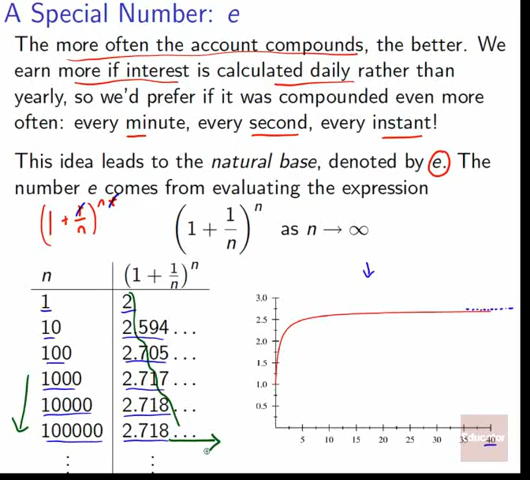 A Special Number: e
The more often the account compounds, the better. We
earn more if interest is calculated daily rather than
yearly, so we'd prefer if it was compounded even more
often: every minute, every second, every instant!
This idea leads to the natural base, denoted by e. The
number e comes from evaluating the expression
(1 + r/n)^nt
(1 + 1/n)^n as n → ∞
n (1 + 1/n)^n
1 2
10 2.594 ...
100 2.705 ...
1000 2.717 ...
10000 2.718 ...
100000 2.718 ...
⋮ ⋮
3.0
2.5
2.0
1.5
1.0
0.5
5 10 15 20 25 30 35 40
Educator